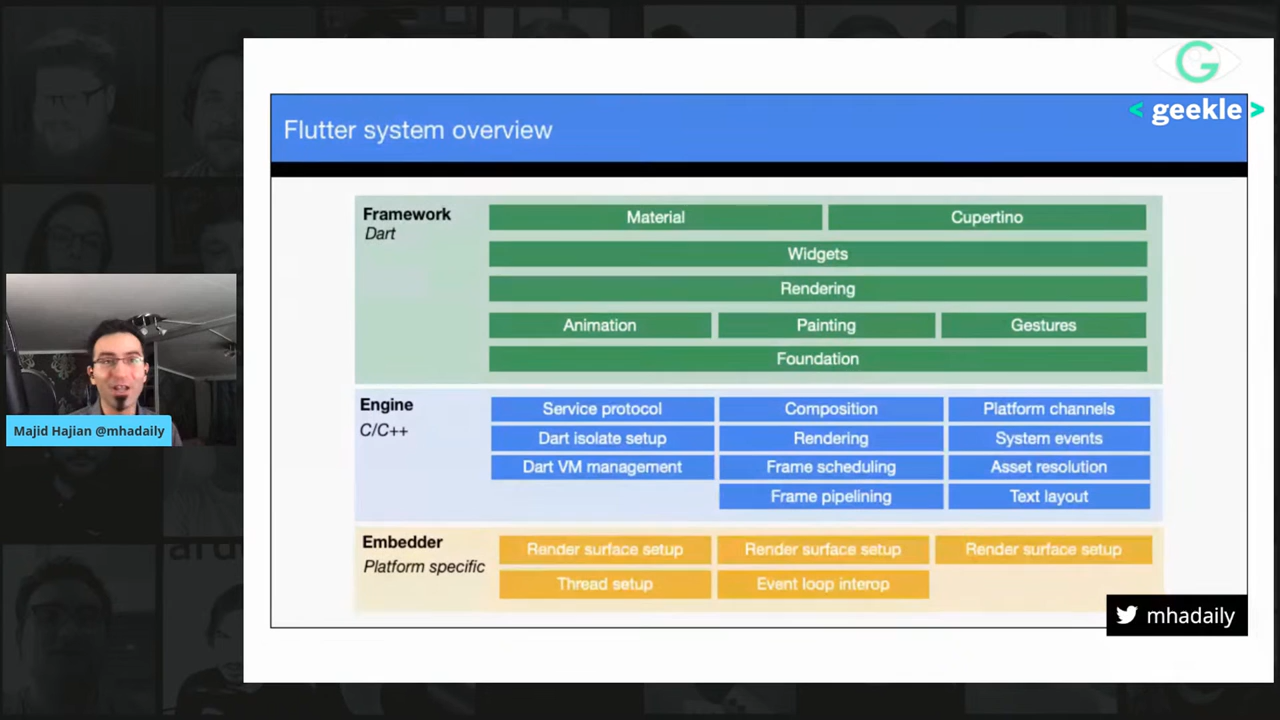 G
< geekle >
Flutter system overview
Framework
Dart
Material Cupertino
Widgets
Rendering
Animation Painting Gestures
Foundation
Engine
C/C++
Service protocol Composition Platform channels
Dart isolate setup Rendering System events
Dart VM management Frame scheduling Asset resolution
Frame pipelining Text layout
Embedder
Platform specific
Render surface setup Render surface setup Render surface setup
Thread setup Event loop interop
Majid Hajian @mhadaily
mhadaily